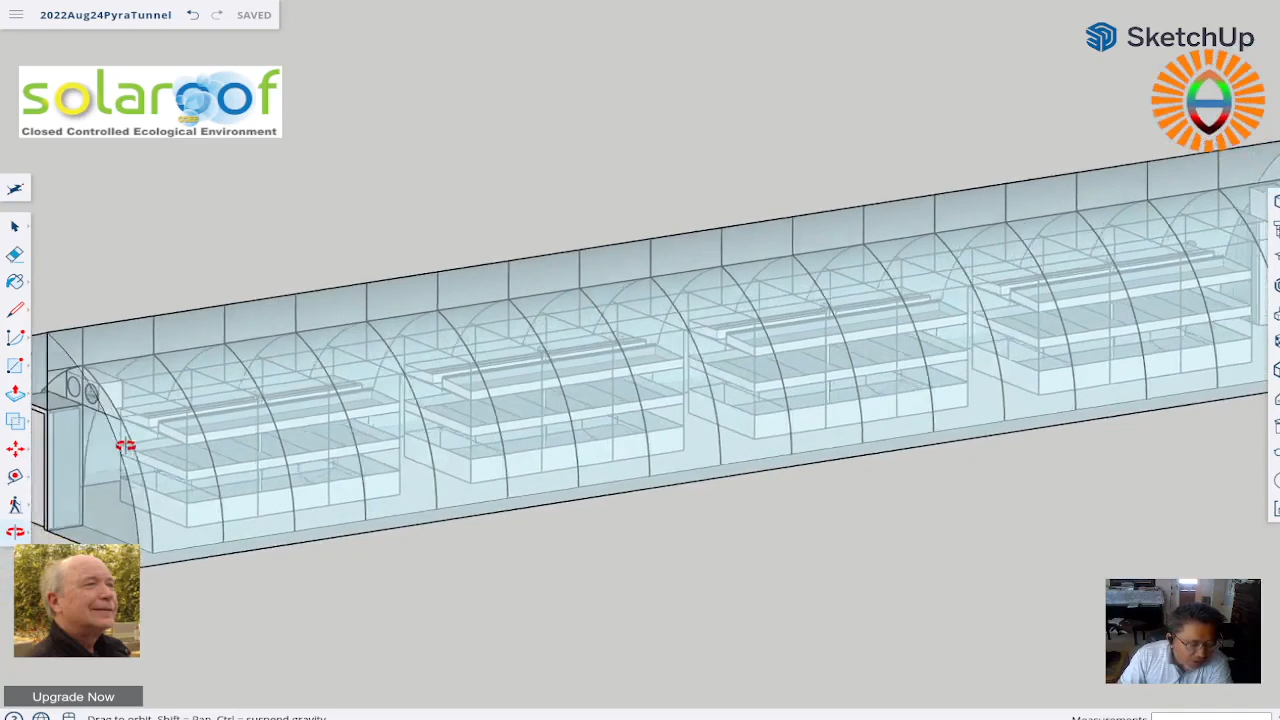 2022Aug24PyraTunnel
SAVED
SketchUp
solaroof
Closed Controlled Ecological Environment
Upgrade Now
Drag to orbit. Shift = Pan, Ctrl = suspend gravity
Measurements